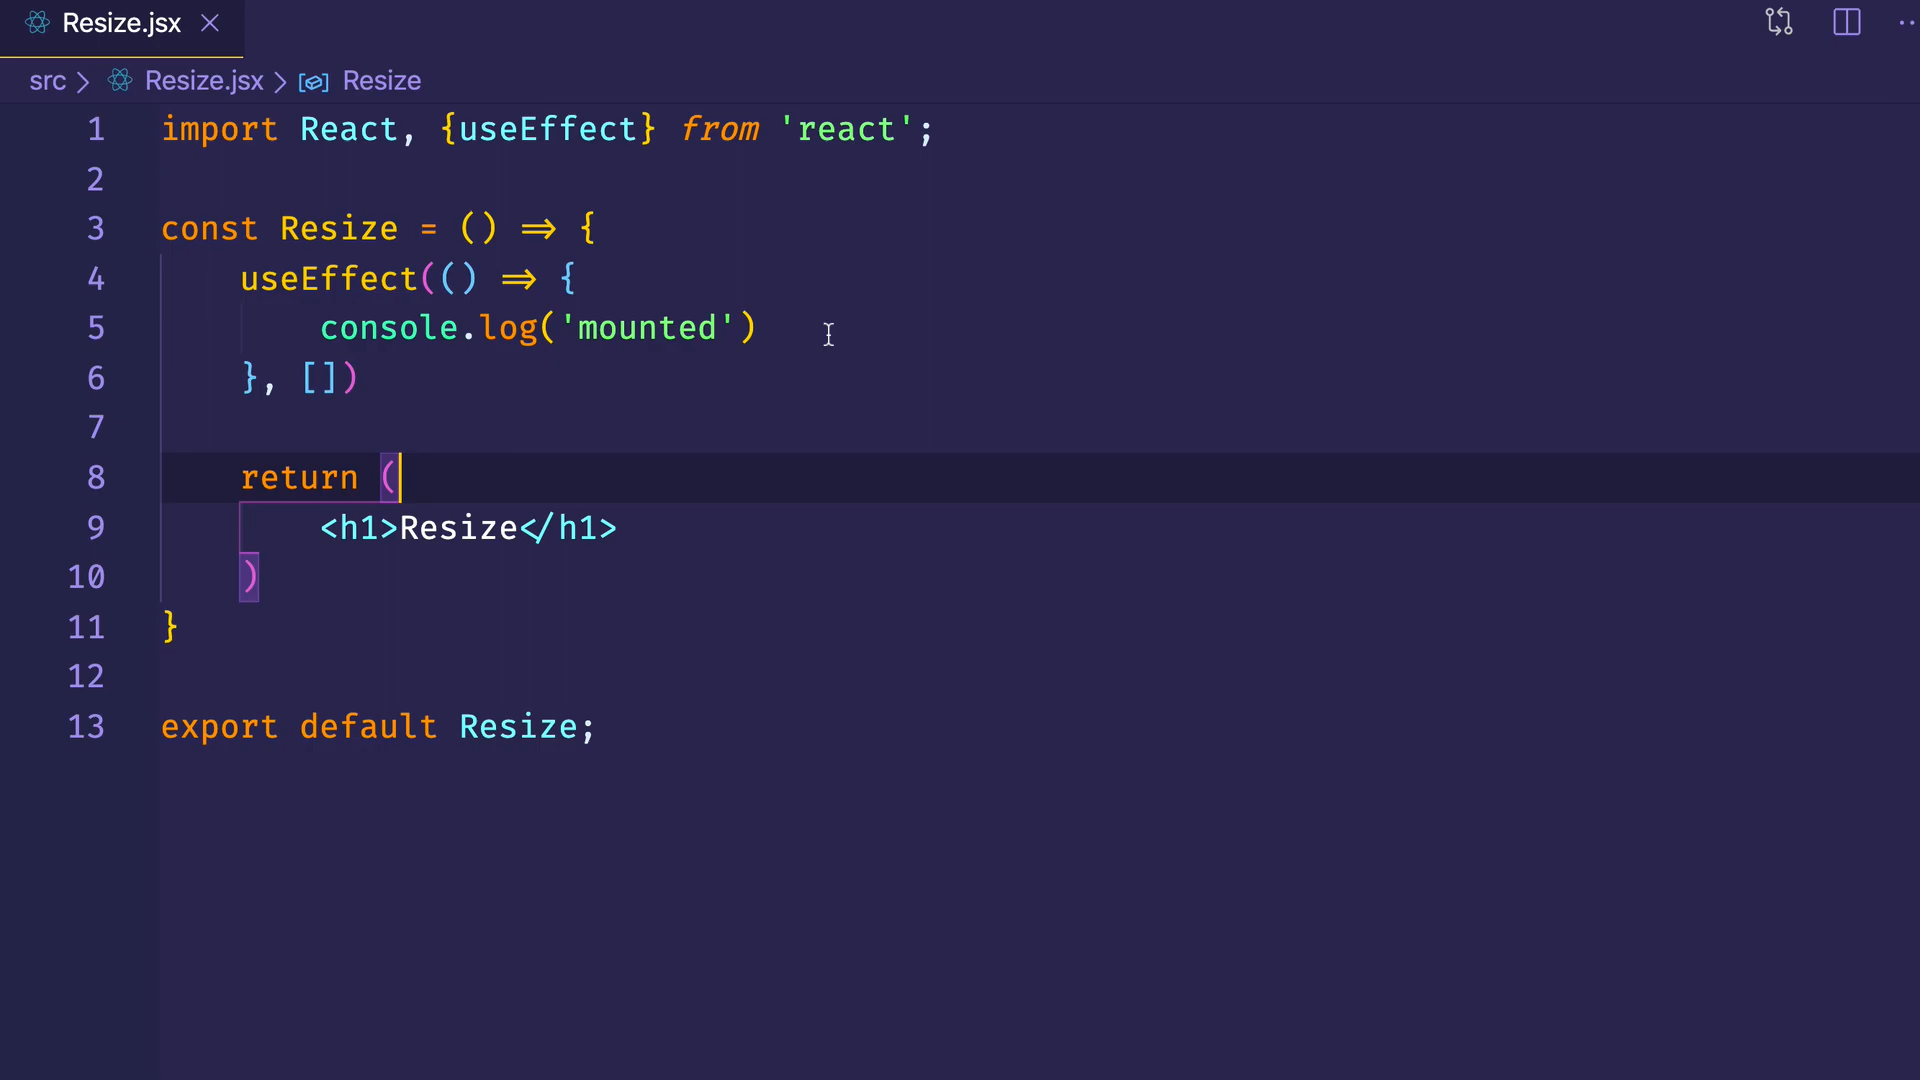 Resize.jsx
src > Resize.jsx > Resize
1 import React, {useEffect} from 'react';
2
3 const Resize = () => {
4     useEffect(() => {
5         console.log('mounted')
6     }, [])
7
8     return (
9         <h1>Resize</h1>
10     )
11 }
12
13 export default Resize;